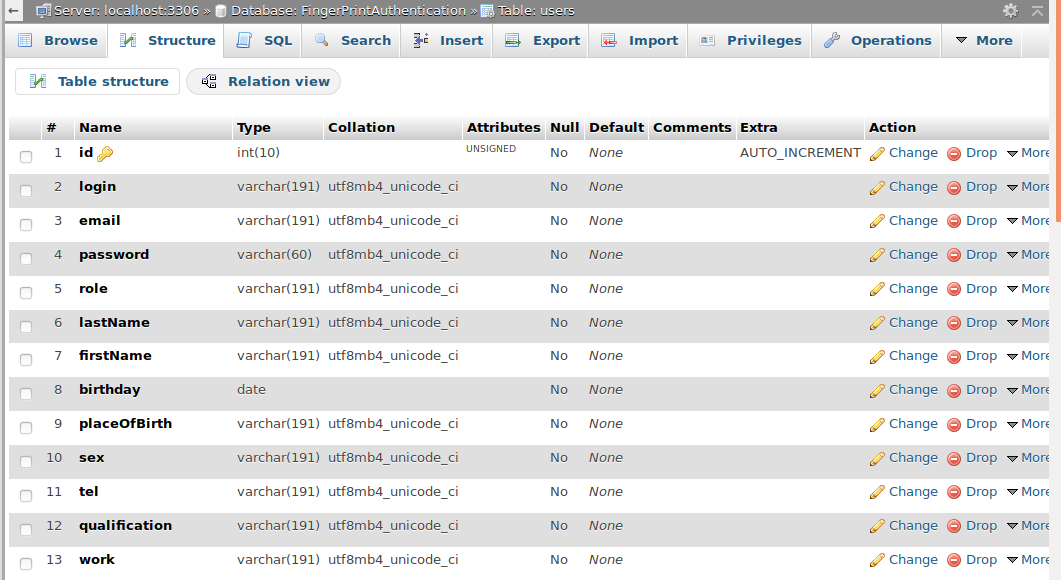 Server: localhost:3306 » Database: FingerPrintAuthentication » Table: users
Browse Structure SQL Search Insert Export Import Privileges Operations More
Table structure Relation view
# Name Type Collation Attributes Null Default Comments Extra Action
1 id int(10) UNSIGNED No None AUTO_INCREMENT Change Drop More
2 login varchar(191) utf8mb4_unicode_ci No None Change Drop More
3 email varchar(191) utf8mb4_unicode_ci No None Change Drop More
4 password varchar(60) utf8mb4_unicode_ci No None Change Drop More
5 role varchar(191) utf8mb4_unicode_ci No None Change Drop More
6 lastName varchar(191) utf8mb4_unicode_ci No None Change Drop More
7 firstName varchar(191) utf8mb4_unicode_ci No None Change Drop More
8 birthday date No None Change Drop More
9 placeOfBirth varchar(191) utf8mb4_unicode_ci No None Change Drop More
10 sex varchar(191) utf8mb4_unicode_ci No None Change Drop More
11 tel varchar(191) utf8mb4_unicode_ci No None Change Drop More
12 qualification varchar(191) utf8mb4_unicode_ci No None Change Drop More
13 work varchar(191) utf8mb4_unicode_ci No None Change Drop More